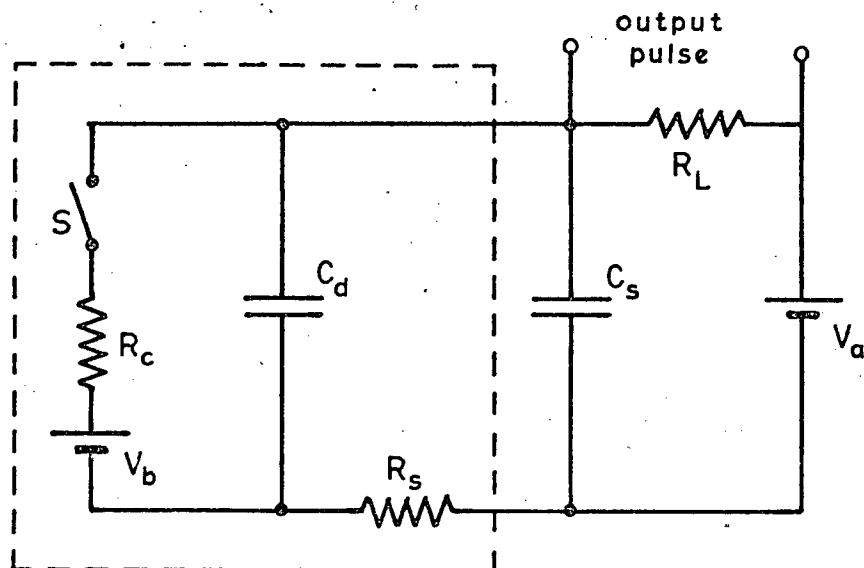 output
pulse
R_L
S
C_d
C_s
R_c
V_a
V_b
R_s